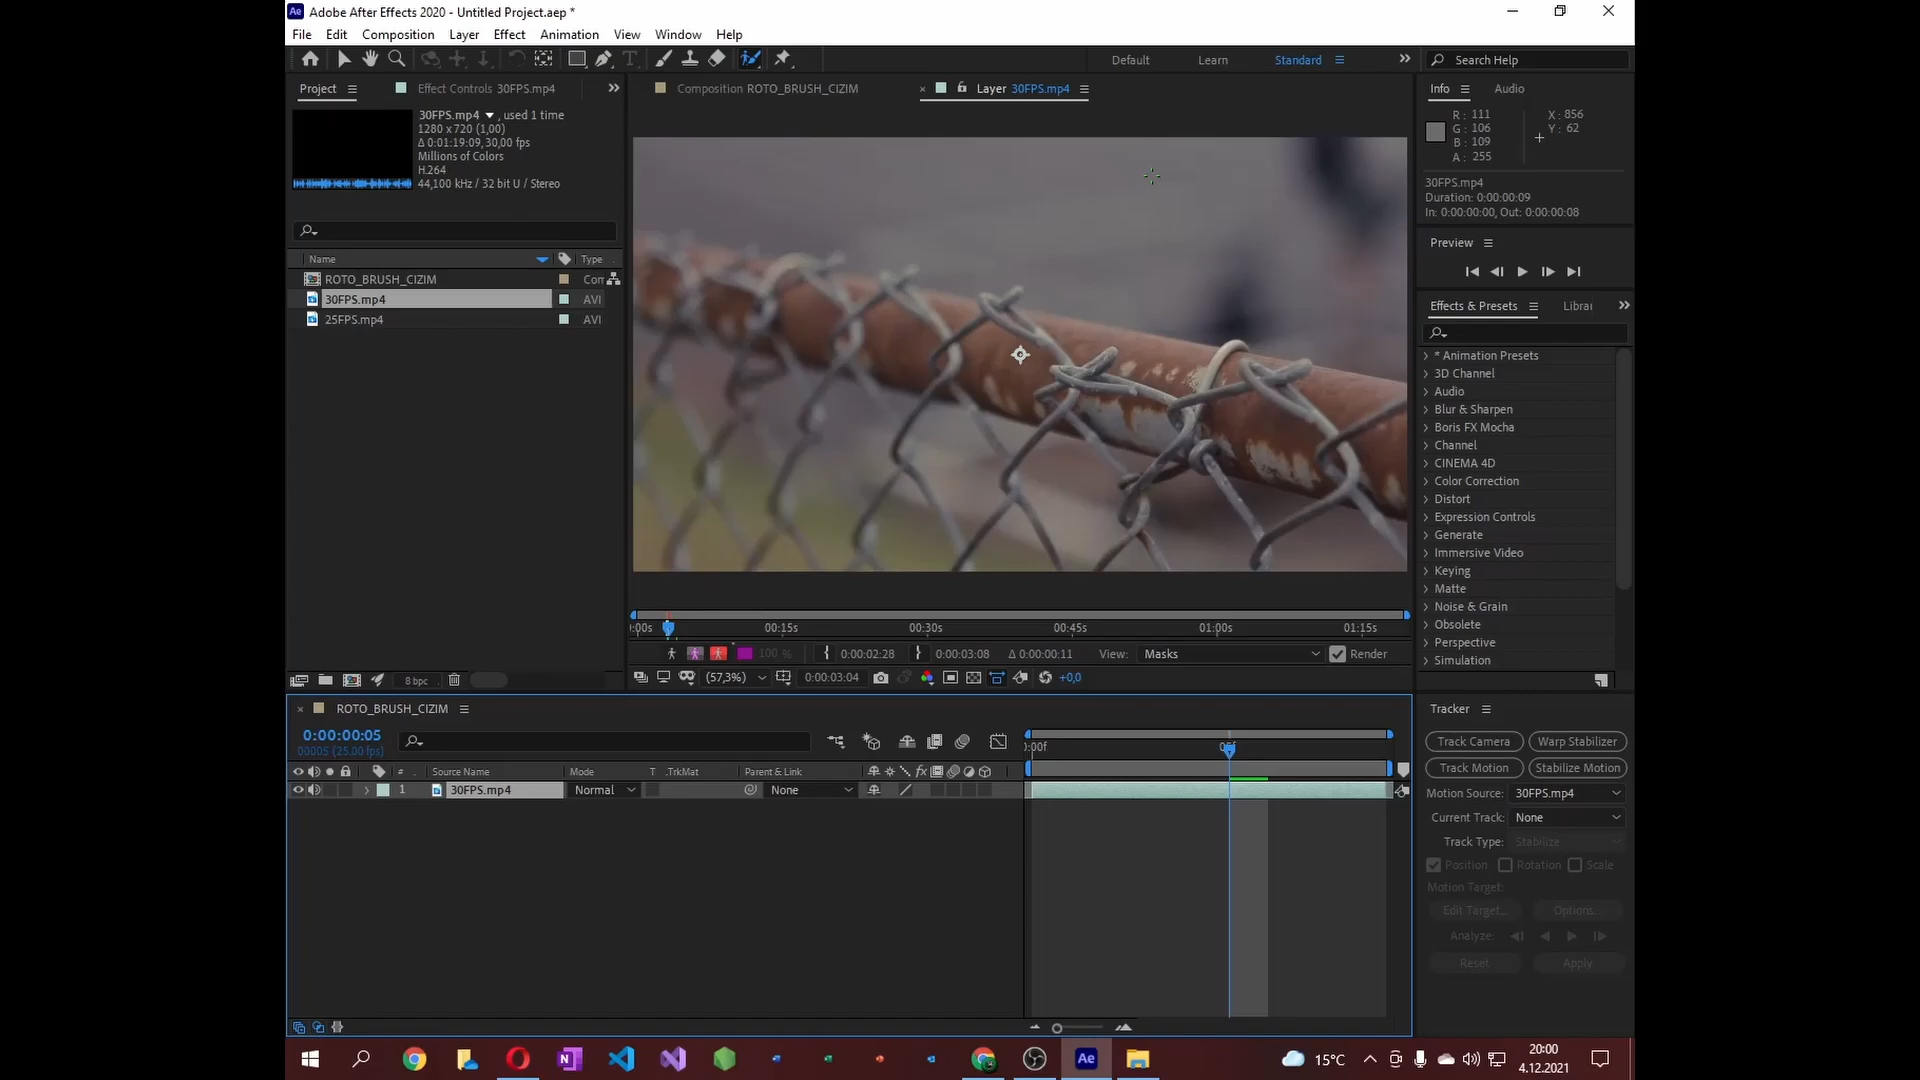 Adobe After Effects 2020 - Untitled Project.aep *
File Edit Composition Layer Effect Animation View Window Help
Default Learn Standard Search Help
Project Effect Controls 30FPS.mp4
Composition ROTO_BRUSH_CIZIM
Layer 30FPS.mp4
Info Audio
30FPS.mp4 , used 1 time
1280 x 720 (1,00)
Δ 0:01:19:09, 30,00 fps
Millions of Colors
H.264
44,100 kHz / 32 bit U / Stereo
R : 111
G : 106
B : 109
A : 255
X : 856
Y : 62
30FPS.mp4
Duration: 0:00:00:09
In: 0:00:00:00, Out: 0:00:00:08
Preview
Name Type
ROTO_BRUSH_CIZIM
30FPS.mp4 AVI
25FPS.mp4 AVI
Effects & Presets
* Animation Presets
3D Channel
Audio
Blur & Sharpen
Boris FX Mocha
Channel
CINEMA 4D
Color Correction
Distort
Expression Controls
Generate
Immersive Video
Keying
Matte
Noise & Grain
Obsolete
Perspective
Simulation
:00s 00:15s 00:30s 00:45s 01:00s 01:15s
100 % 0:00:02:28 0:00:03:08 Δ 0:00:00:11 View: Masks Render
(57,3%) 0:00:03:04 +0,0
8 bpc
ROTO_BRUSH_CIZIM
0:00:00:05
00005 (25.00 fps)
# Source Name Mode T .TrkMat Parent & Link
1 30FPS.mp4 Normal None
Tracker
Track Camera Warp Stabilizer
Track Motion Stabilize Motion
Motion Source: 30FPS.mp4
Current Track: None
Track Type: Stabilize
Position Rotation Scale
Motion Target:
Edit Target... Options...
Analyze:
Reset Apply
15°C
20:00
4.12.2021